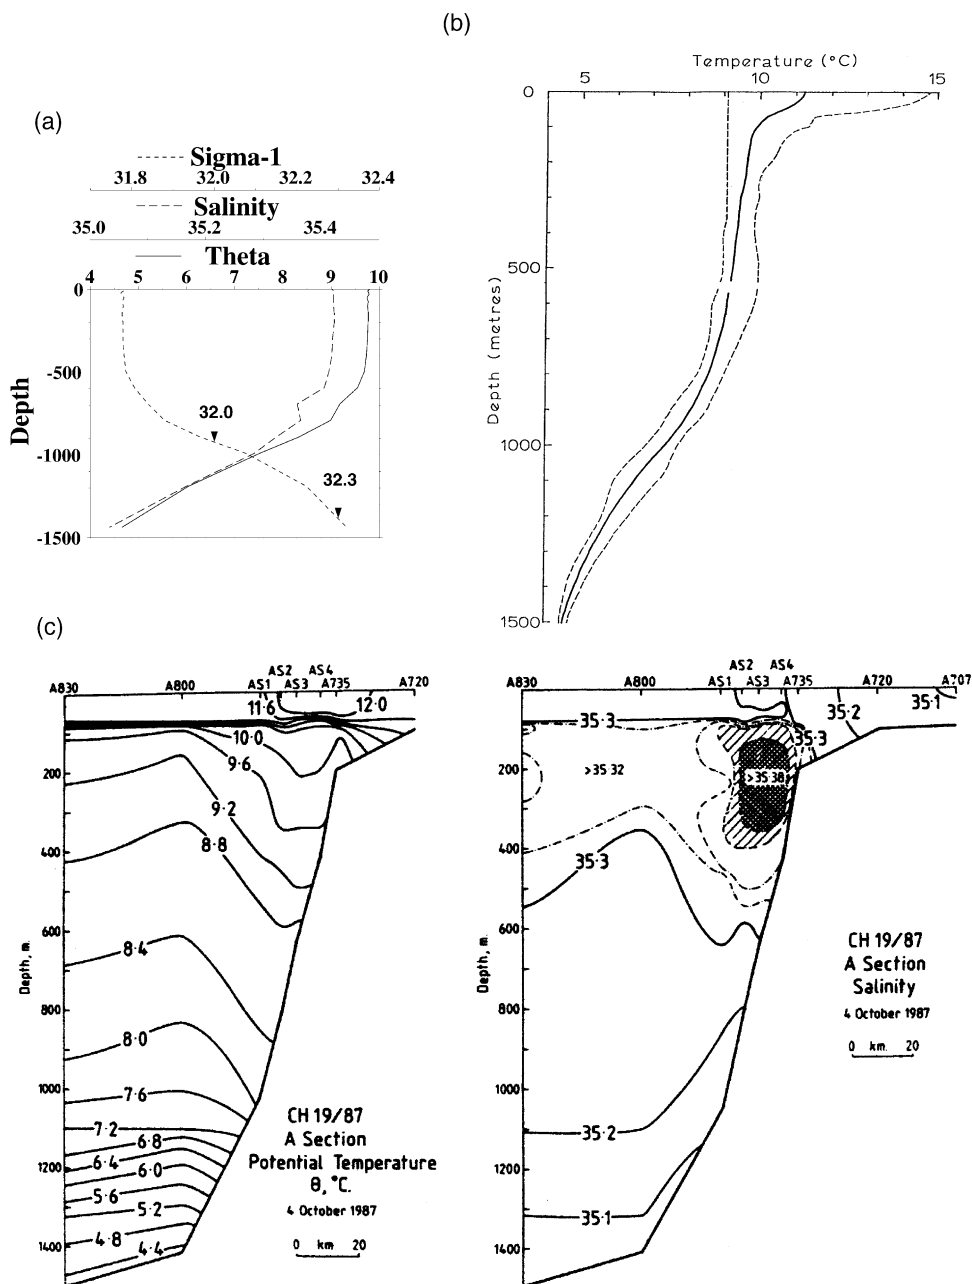 (b)
Temperature (°C)
5 10 15
0
500
1000
1500
Depth (metres)
(a)
Sigma-1
31.8 32.0 32.2 32.4
Salinity
35.0 35.2 35.4
Theta
4 5 6 7 8 9 10
0
-500
-1000
-1500
Depth
32.0
32.3
(c)
AS2 AS4
A830 A800 AS1 AS3 A735 A720
11·6 12·0
10·0
9·6
9·2
8·8
8·4
8·0
7·6
7·2
6·8
6·4
6·0
5·6
5·2
4·8
4·4
200
400
600
800
1000
1200
1400
Depth, m.
CH 19/87
A Section
Potential Temperature
θ, °C.
4 October 1987
0 km 20
AS2 AS4
A830 A800 AS1 AS3 A735 A720 A707
35·3
35·1
35·2
35·3
>35·32
>35·38
35·3
35·2
35·1
200
400
600
800
1000
1200
1400
Depth, m.
CH 19/87
A Section
Salinity
4 October 1987
0 km. 20